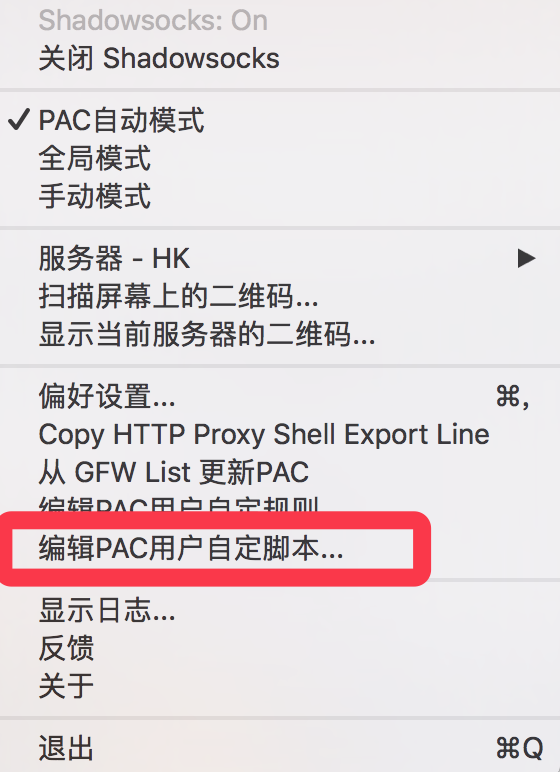 Shadowsocks: On
关闭 Shadowsocks
✓ PAC自动模式
全局模式
手动模式
服务器 - HK ▶
扫描屏幕上的二维码...
显示当前服务器的二维码...
偏好设置... ⌘,
Copy HTTP Proxy Shell Export Line
从 GFW List 更新PAC
编辑PAC用户自定规则
编辑PAC用户自定脚本...
显示日志...
反馈
关于
退出 ⌘Q